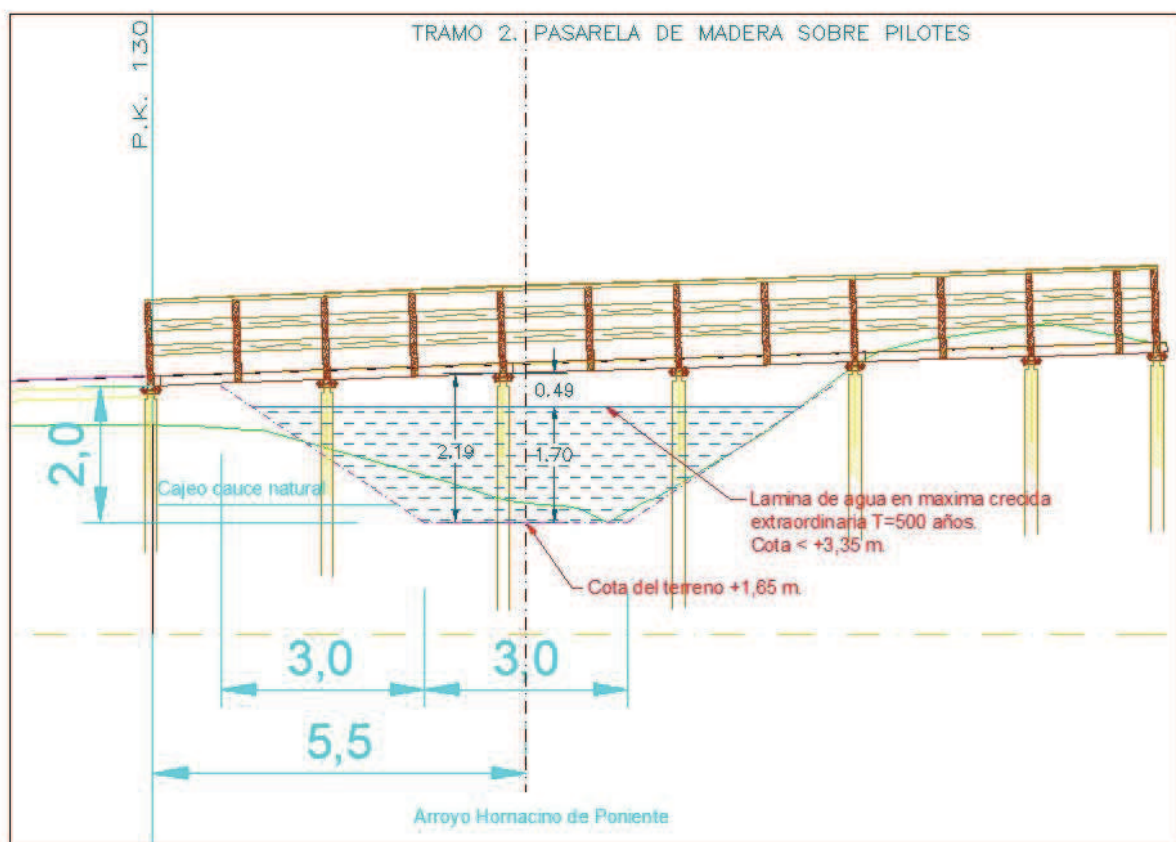 TRAMO 2. PASARELA DE MADERA SOBRE PILOTES
P.K. 130
0.49
2.19
1.70
2,0
Cajeo cauce natural
Lamina de agua en maxima crecida
extraordinaria T=500 años.
Cota < +3,35 m.
Cota del terreno +1,65 m.
3,0
3,0
5,5
Arroyo Hornacino de Poniente